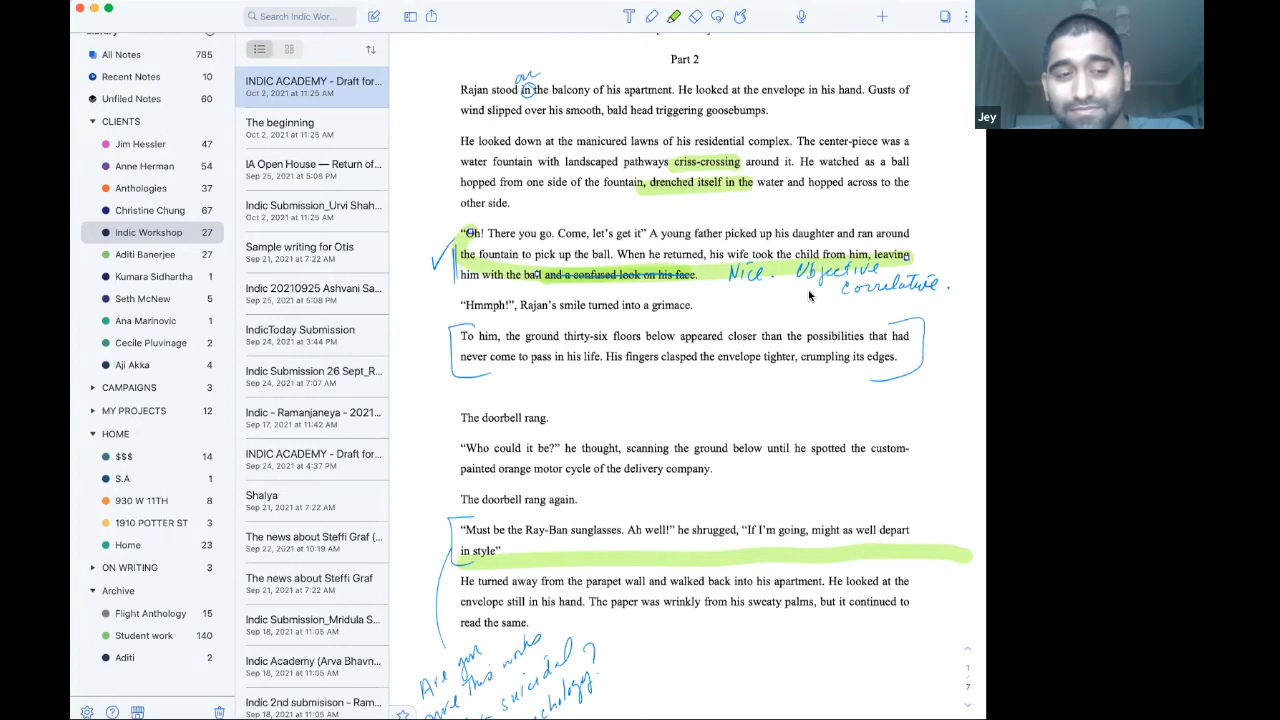 Search Indic Wor...
Library
All Notes 785
Recent Notes 10
Unfiled Notes 60
CLIENTS
Jim Hessler 47
Anne Herman 54
Anthologies 37
Christine Chung 67
Indic Workshop 27
Aditi Banerjee 27
Kumara Sidhartha 1
Seth McNew 5
Ana Marinovic 1
Cecile Pluvinage 2
Aji Akka 4
CAMPAIGNS 3
MY PROJECTS 12
HOME
$$$ 14
S.A 1
930 W 11TH 8
1910 POTTER ST 3
Home 23
ON WRITING 3
Archive
Flight Anthology 15
Student work 140
Aditi 2
INDIC ACADEMY - Draft for...
Oct 2, 2021 at 11:25 AM
The beginning
Oct 2, 2021 at 11:25 AM
IA Open House — Return of...
Sep 25, 2021 at 5:08 PM
Indic Submission_Urvi Shah...
Oct 2, 2021 at 11:25 AM
Sample writing for Otis
Sep 25, 2021 at 4:35 PM
Indic 20210925 Ashvani Sa...
Sep 25, 2021 at 3:18 PM
IndicToday Submission
Sep 24, 2021 at 3:44 PM
Indic Submission 26 Sept_R...
Sep 24, 2021 at 7:07 AM
Indic - Ramanjaneya - 2021...
Sep 17, 2021 at 11:42 AM
INDIC ACADEMY - Draft for...
Sep 24, 2021 at 4:37 PM
Shalya
Sep 21, 2021 at 7:22 AM
The news about Steffi Graf (...
Sep 22, 2021 at 10:19 AM
The news about Steffi Graf
Sep 21, 2021 at 7:22 AM
Indic Submission_Mridula S...
Sep 18, 2021 at 11:05 AM
Indic Academy (Arva Bhavn...
Sep 18, 2021 at 11:05 AM
Indic 2nd submisison - Ram...
Sep 18, 2021 at 11:05 AM
Part 2
on
Rajan stood in the balcony of his apartment. He looked at the envelope in his hand. Gusts of
wind slipped over his smooth, bald head triggering goosebumps.
He looked down at the manicured lawns of his residential complex. The center-piece was a
water fountain with landscaped pathways criss-crossing around it. He watched as a ball
hopped from one side of the fountain, drenched itself in the water and hopped across to the
other side.
“Oh! There you go. Come, let’s get it” A young father picked up his daughter and ran around
the fountain to pick up the ball. When he returned, his wife took the child from him, leaving
him with the ball and a confused look on his face.
Nice. Objective
correlative.
“Hmmph!”, Rajan’s smile turned into a grimace.
To him, the ground thirty-six floors below appeared closer than the possibilities that had
never come to pass in his life. His fingers clasped the envelope tighter, crumpling its edges.
The doorbell rang.
“Who could it be?” he thought, scanning the ground below until he spotted the custom-
painted orange motor cycle of the delivery company.
The doorbell rang again.
“Must be the Ray-Ban sunglasses. Ah well!” he shrugged, “If I’m going, might as well depart
in style”
He turned away from the parapet wall and walked back into his apartment. He looked at the
envelope still in his hand. The paper was wrinkly from his sweaty palms, but it continued to
read the same.
Are you
sure this works
suicidal
psychology?
1
/
7
Jey